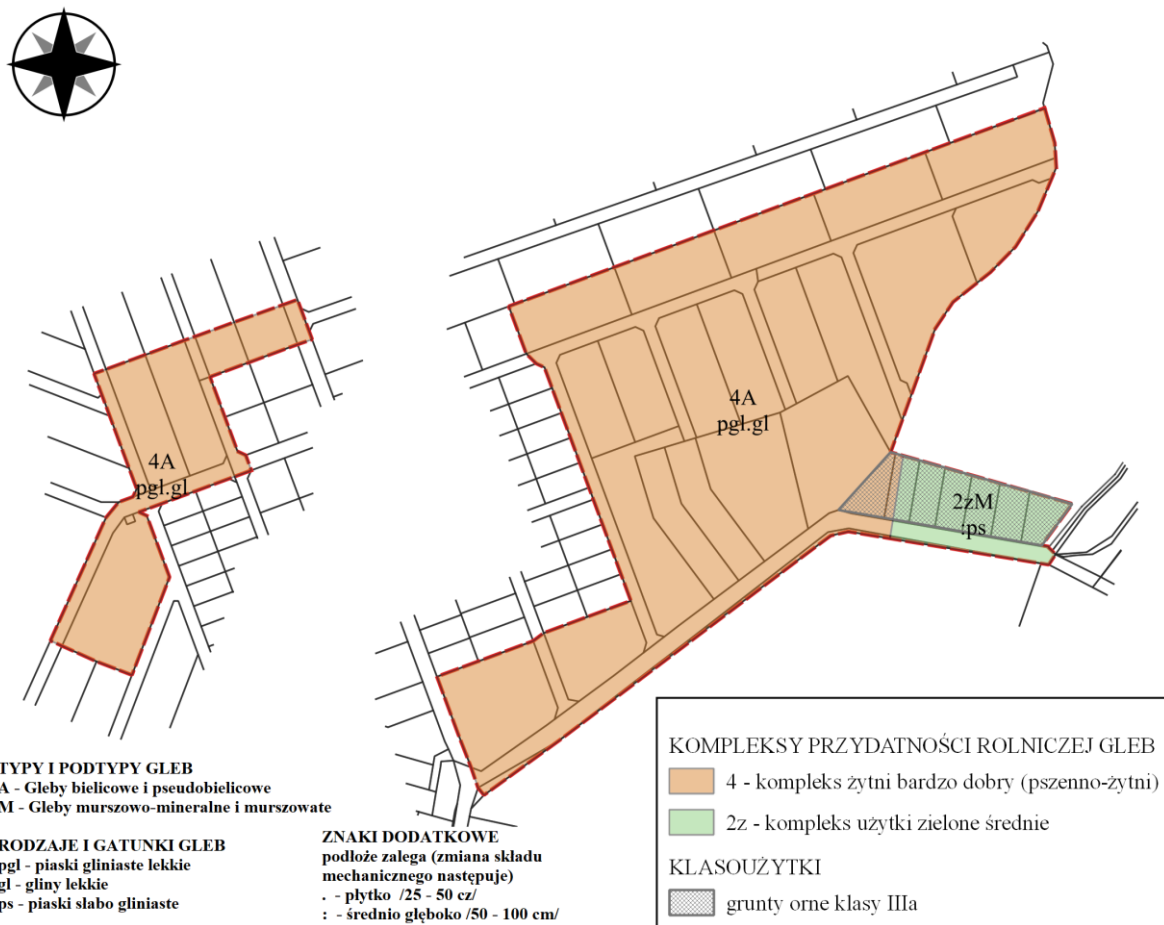 4A
pgl.gl
4A
pgl.gl
2zM
:ps
TYPY I PODTYPY GLEB
A - Gleby bielicowe i pseudobielicowe
M - Gleby murszowo-mineralne i murszowate
RODZAJE I GATUNKI GLEB
pgl - piaski gliniaste lekkie
gl - gliny lekkie
ps - piaski słabo gliniaste
ZNAKI DODATKOWE
podłoże zalega (zmiana składu
mechanicznego następuje)
. - płytko /25 - 50 cz/
: - średnio głęboko /50 - 100 cm/
KOMPLEKSY PRZYDATNOŚCI ROLNICZEJ GLEB
4 - kompleks żytni bardzo dobry (pszenno-żytni)
2z - kompleks użytki zielone średnie
KLASOUŻYTKI
grunty orne klasy IIIa